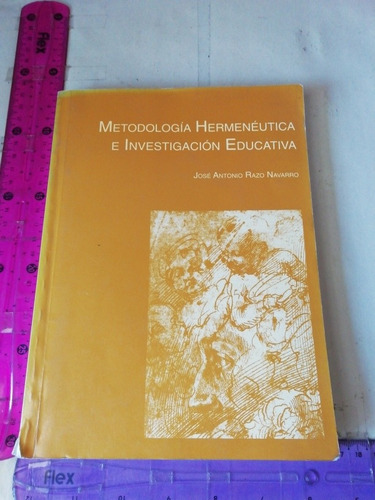 flex
METODOLOGÍA HERMENÉUTICA
E INVESTIGACIÓN EDUCATIVA
JOSÉ ANTONIO RAZO NAVARRO
flex